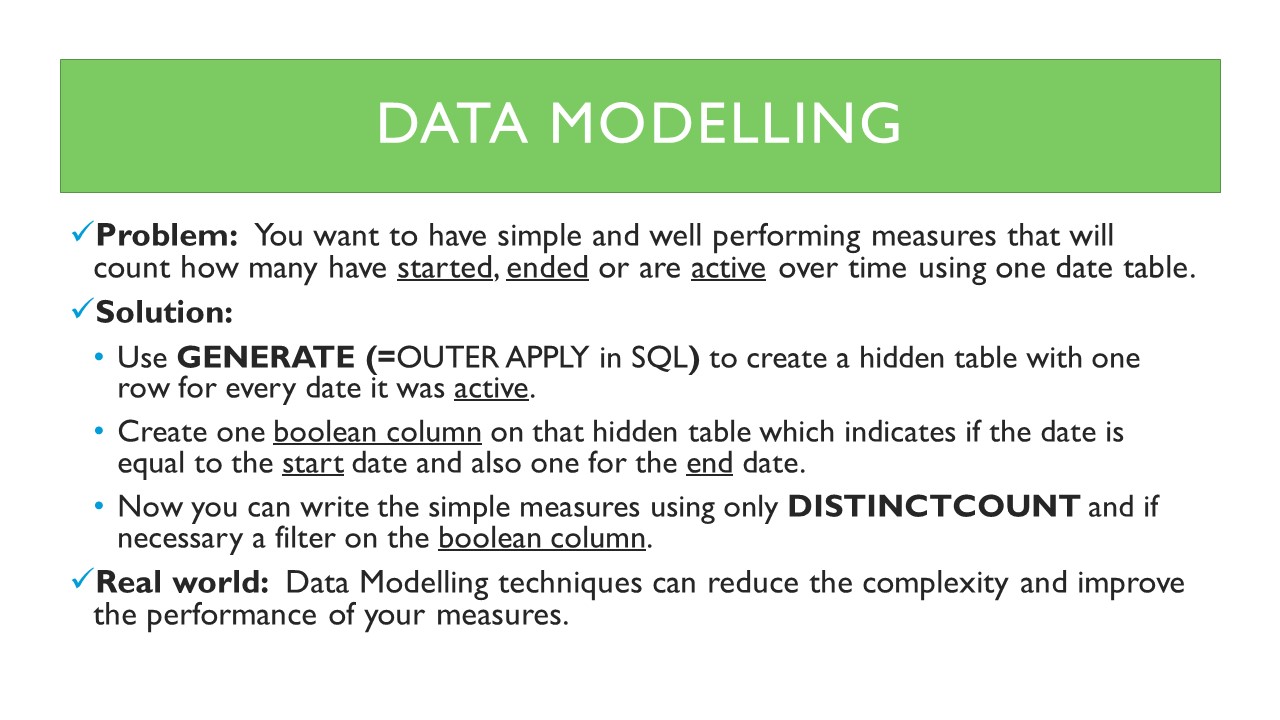 DATA MODELLING
✓Problem: You want to have simple and well performing measures that will
count how many have started, ended or are active over time using one date table.
✓Solution:
• Use GENERATE (=OUTER APPLY in SQL) to create a hidden table with one
row for every date it was active.
• Create one boolean column on that hidden table which indicates if the date is
equal to the start date and also one for the end date.
• Now you can write the simple measures using only DISTINCTCOUNT and if
necessary a filter on the boolean column.
✓Real world: Data Modelling techniques can reduce the complexity and improve
the performance of your measures.